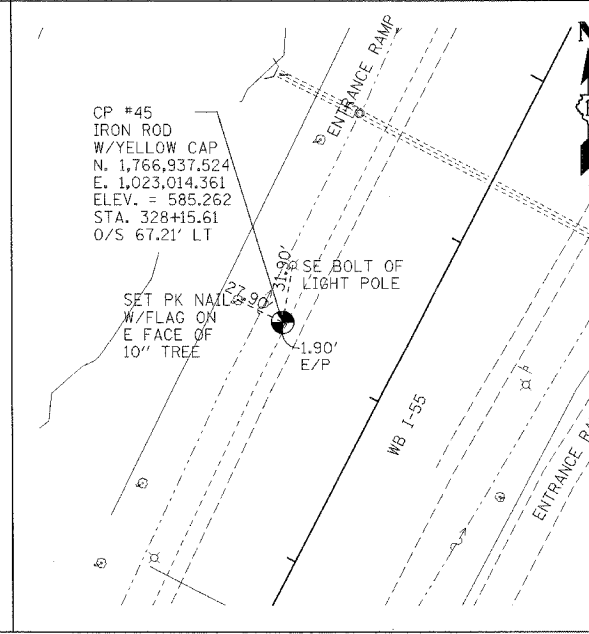 N
ENTRANCE RAMP
CP #45
IRON ROD
W/YELLOW CAP
N. 1,766,937.524
E. 1,023,014.361
ELEV. = 585.262
STA. 328+15.61
O/S 67.21' LT
31.90'
SE BOLT OF
LIGHT POLE
27.90'
SET PK NAIL
W/FLAG ON
E FACE OF
10" TREE
1.90'
E/P
WB I-55
ENTRANCE